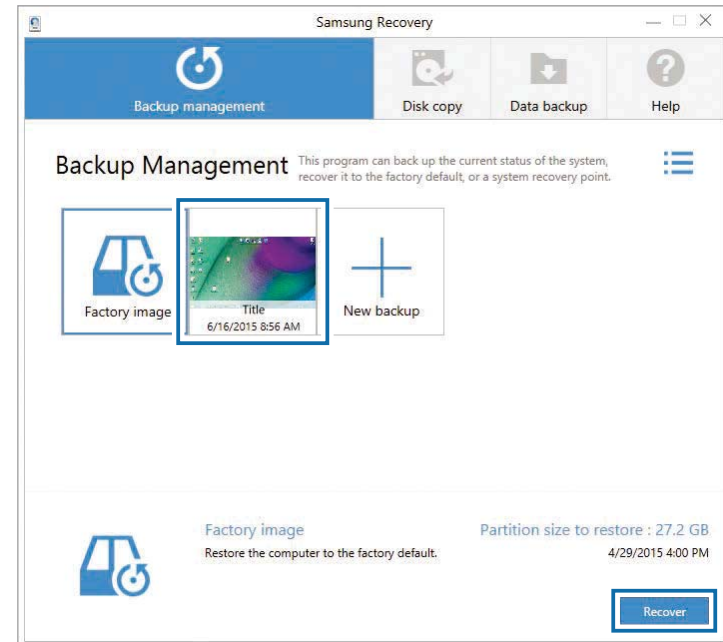 Samsung Recovery
Backup management
Disk copy
Data backup
Help
Backup Management
This program can back up the current status of the system,
recover it to the factory default, or a system recovery point.
Factory image
Title
6/16/2015 8:56 AM
New backup
Factory image
Restore the computer to the factory default.
Partition size to restore : 27.2 GB
4/29/2015 4:00 PM
Recover